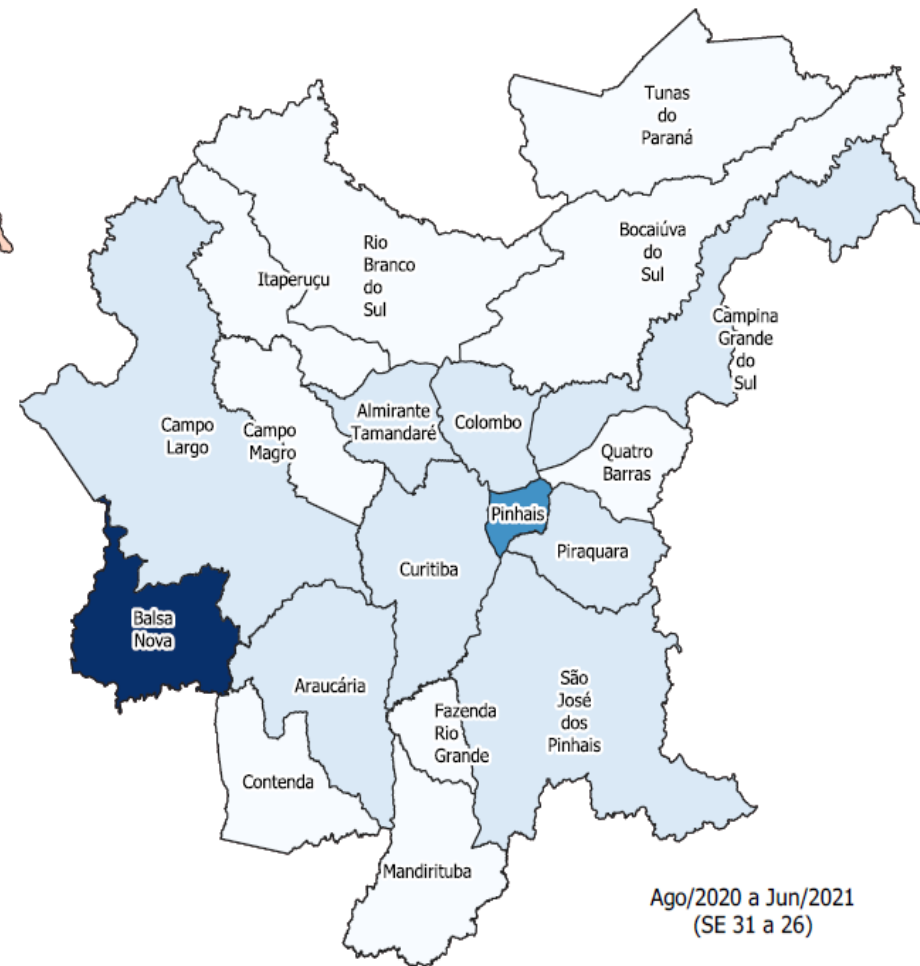 Tunas
do
Paraná
Bocaiúva
do
Sul
Rio
Branco
do
Sul
Itaperuçu
Campina
Grande
do
Sul
Almirante
Tamandaré
Colombo
Campo
Largo
Campo
Magro
Quatro
Barras
Pinhais
Piraquara
Curitiba
Balsa
Nova
Araucária
São
José
dos
Pinhais
Fazenda
Rio
Grande
Contenda
Mandirituba
Ago/2020 a Jun/2021
(SE 31 a 26)